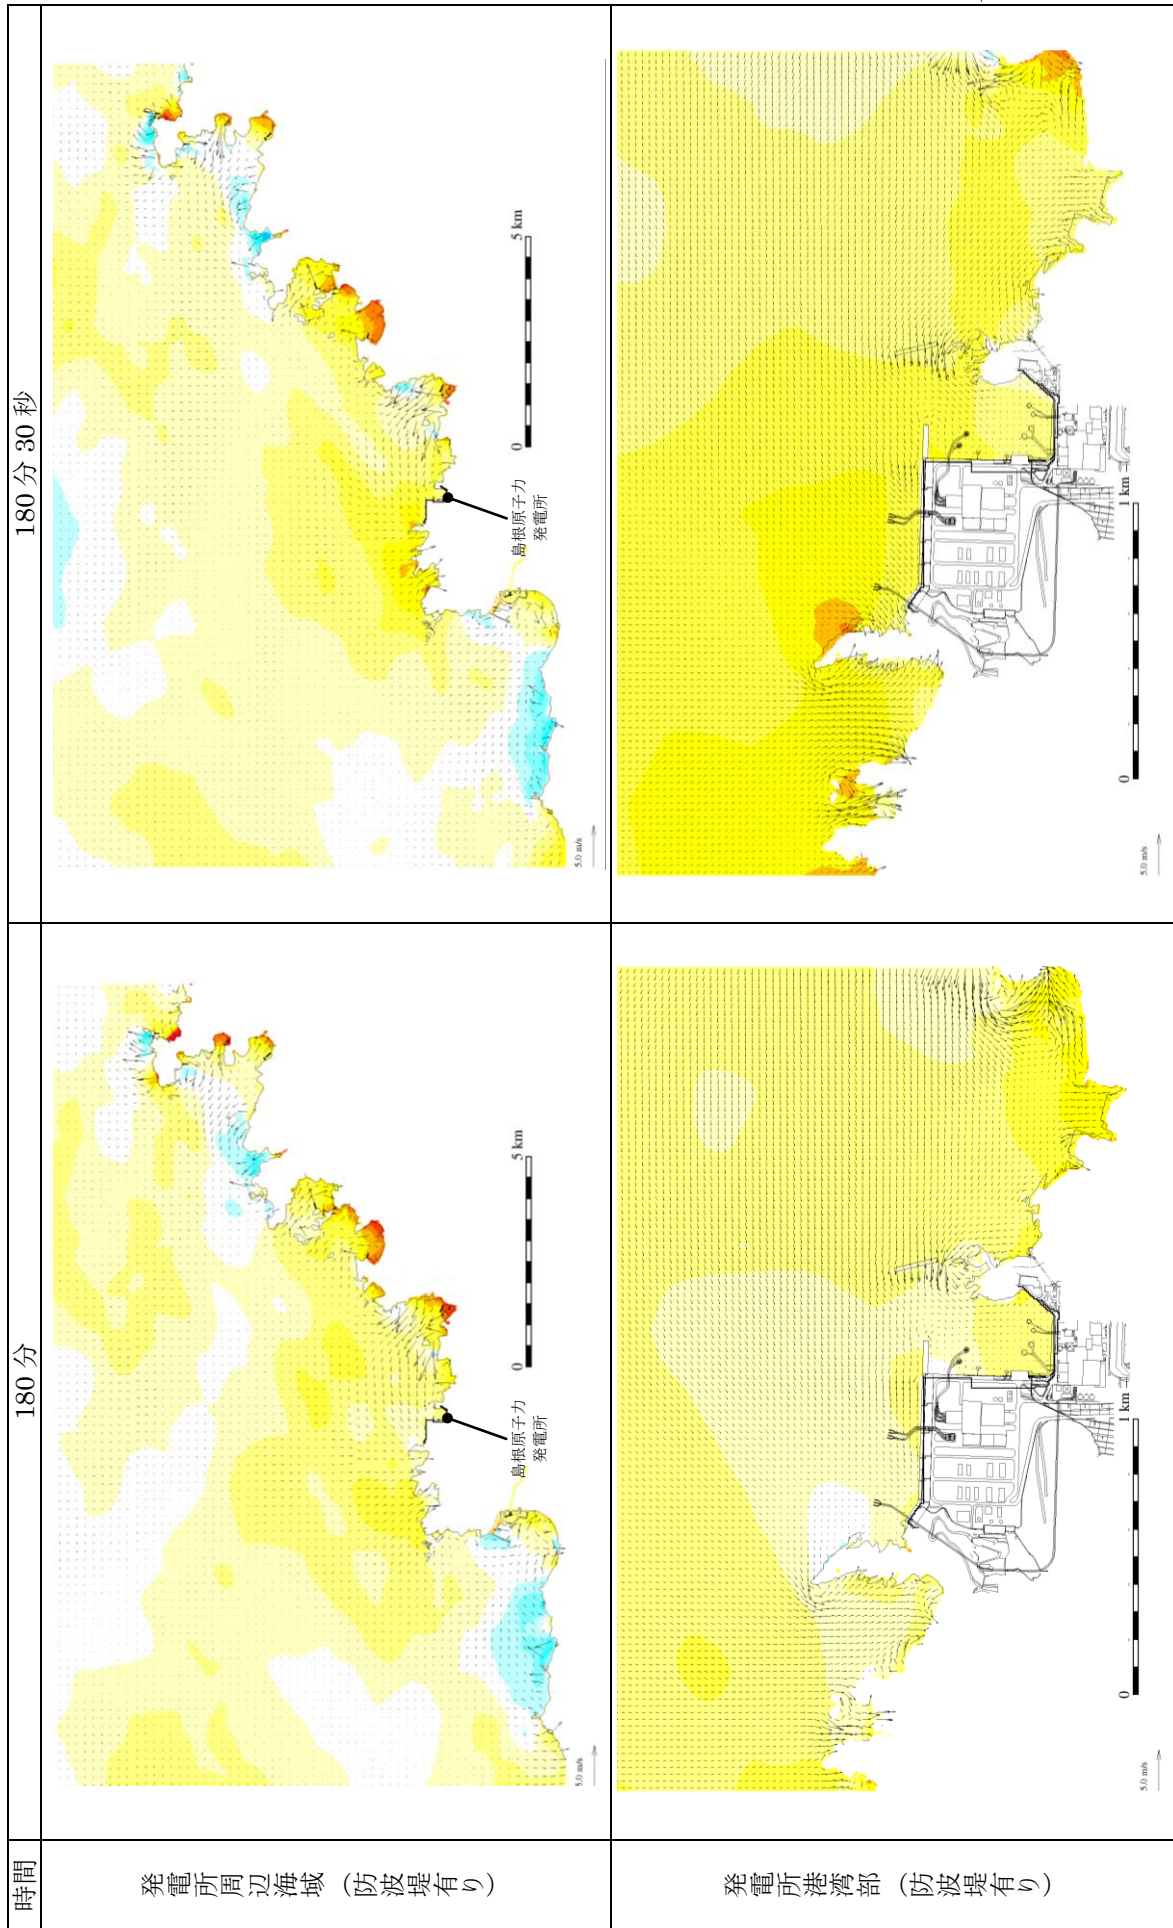 時間
180分
180分30秒
発電所周辺海域（防波堤有り）
島根原子力
発電所
0
5 km
5.0 m/s
島根原子力
発電所
0
5 km
5.0 m/s
発電所港湾部（防波堤有り）
0
1 km
5.0 m/s
0
1 km
5.0 m/s